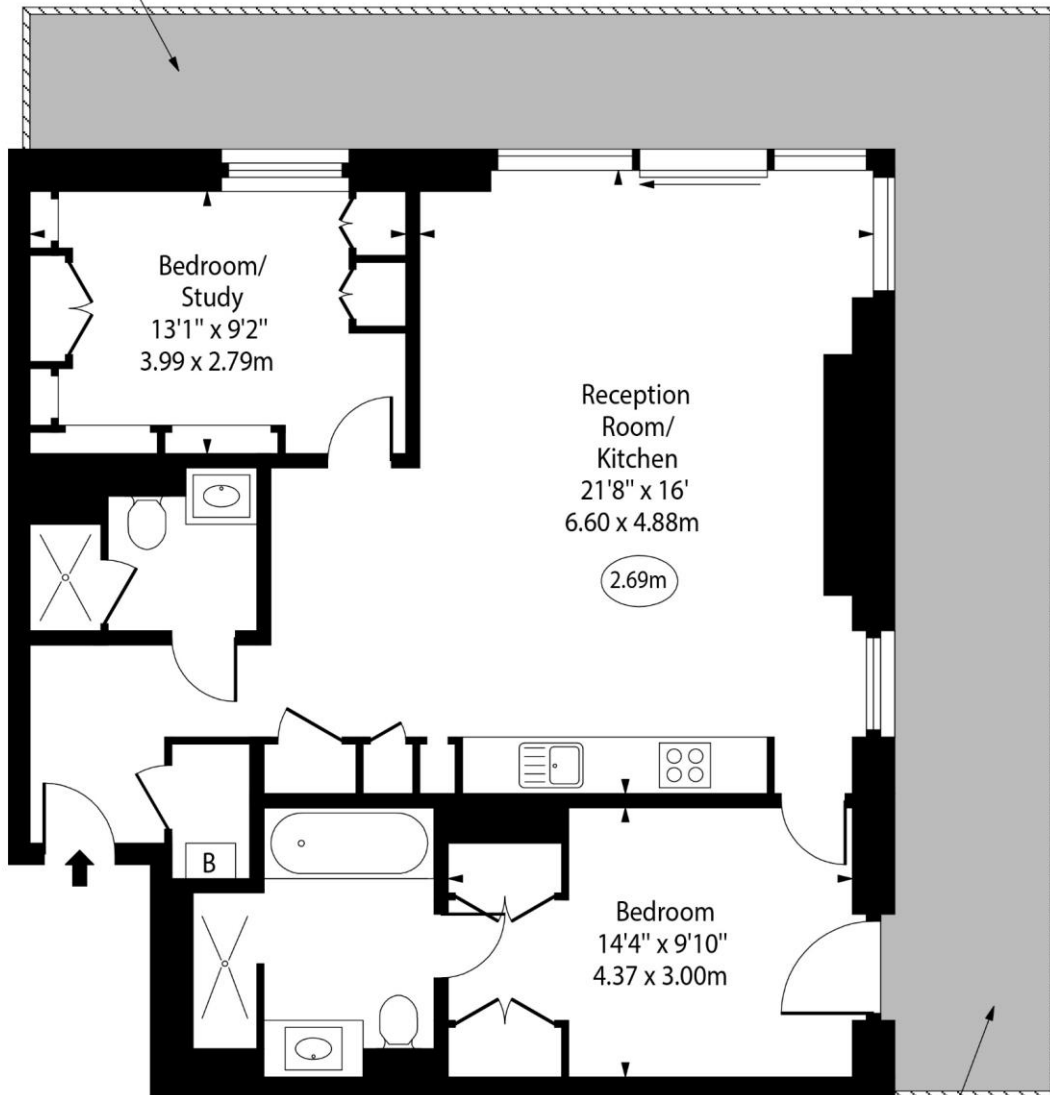 Bedroom/
Study
13'1" x 9'2"
3.99 x 2.79m
Reception
Room/
Kitchen
21'8" x 16'
6.60 x 4.88m
2.69m
B
Bedroom
14'4" x 9'10"
4.37 x 3.00m